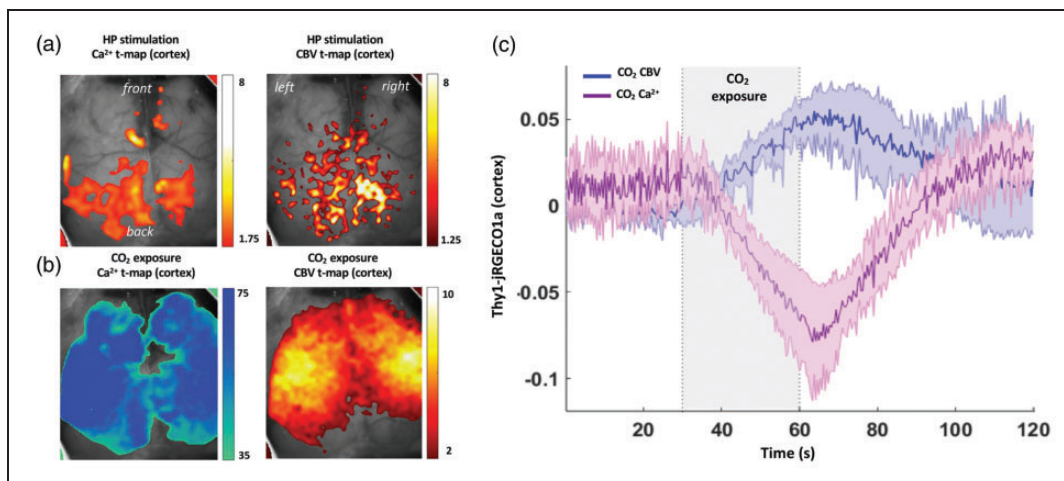 (a)
HP stimulation
Ca²⁺ t-map (cortex)
front
back
8
1.75
HP stimulation
CBV t-map (cortex)
left
right
8
1.25
(b)
CO₂ exposure
Ca²⁺ t-map (cortex)
75
35
CO₂ exposure
CBV t-map (cortex)
10
2
(c)
CO₂ CBV
CO₂ Ca²⁺
CO₂
exposure
Thy1-jRGECO1a (cortex)
0.05
0
-0.05
-0.1
20
40
60
80
100
120
Time (s)